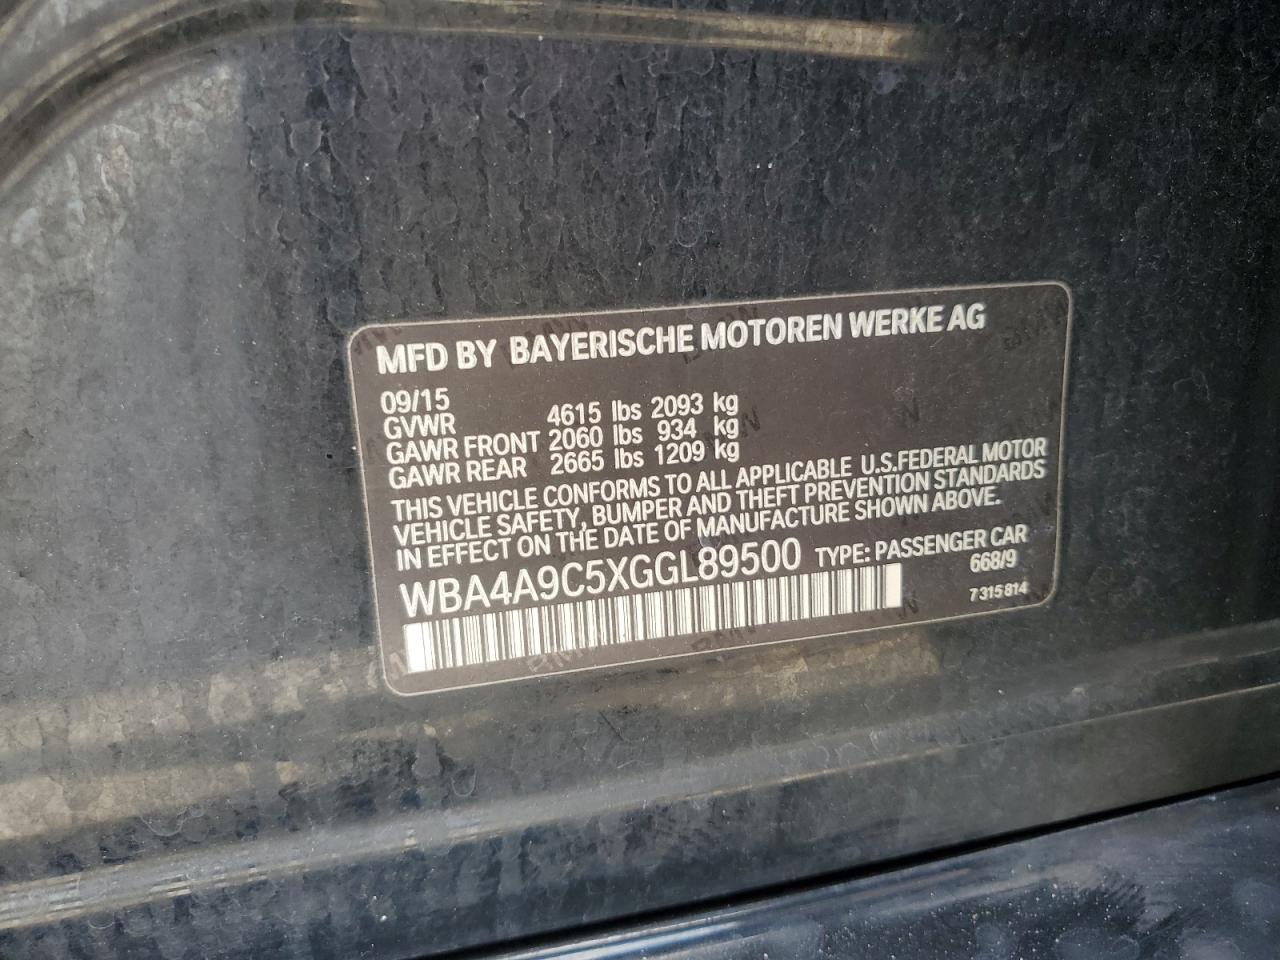 MFD BY BAYERISCHE MOTOREN WERKE AG
09/15
GVWR 4615 lbs 2093 kg
GAWR FRONT 2060 lbs 934 kg
GAWR REAR 2665 lbs 1209 kg
THIS VEHICLE CONFORMS TO ALL APPLICABLE U.S.FEDERAL MOTOR
VEHICLE SAFETY, BUMPER AND THEFT PREVENTION STANDARDS
IN EFFECT ON THE DATE OF MANUFACTURE SHOWN ABOVE.
WBA4A9C5XGGL89500 TYPE: PASSENGER CAR
668/9
7 315 814